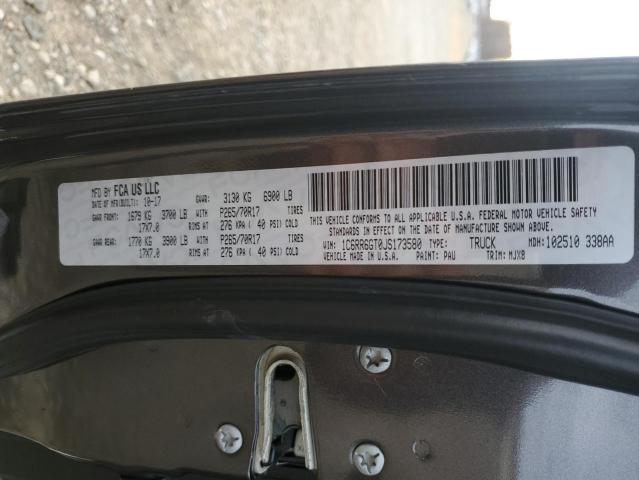 MFD BY FCA US LLC
DATE OF MFR(BUILT): 10-17 GVWR: 3130 KG 6900 LB
GAWR FRONT: 1679 KG 3700 LB WITH P265/70R17 TIRES
17X7.0 RIMS AT 276 KPA ( 40 PSI) COLD
GAWR REAR: 1770 KG 3900 LB WITH P265/70R17 TIRES
17X7.0 RIMS AT 276 KPA ( 40 PSI) COLD
THIS VEHICLE CONFORMS TO ALL APPLICABLE U.S.A. FEDERAL MOTOR VEHICLE SAFETY
STANDARDS IN EFFECT ON THE DATE OF MANUFACTURE SHOWN ABOVE.
VIN: 1C6RR6GT0JS173580 TYPE: TRUCK MDH: 102510 338AA
VEHICLE MADE IN U.S.A. PAINT: PAU TRIM: MJX8